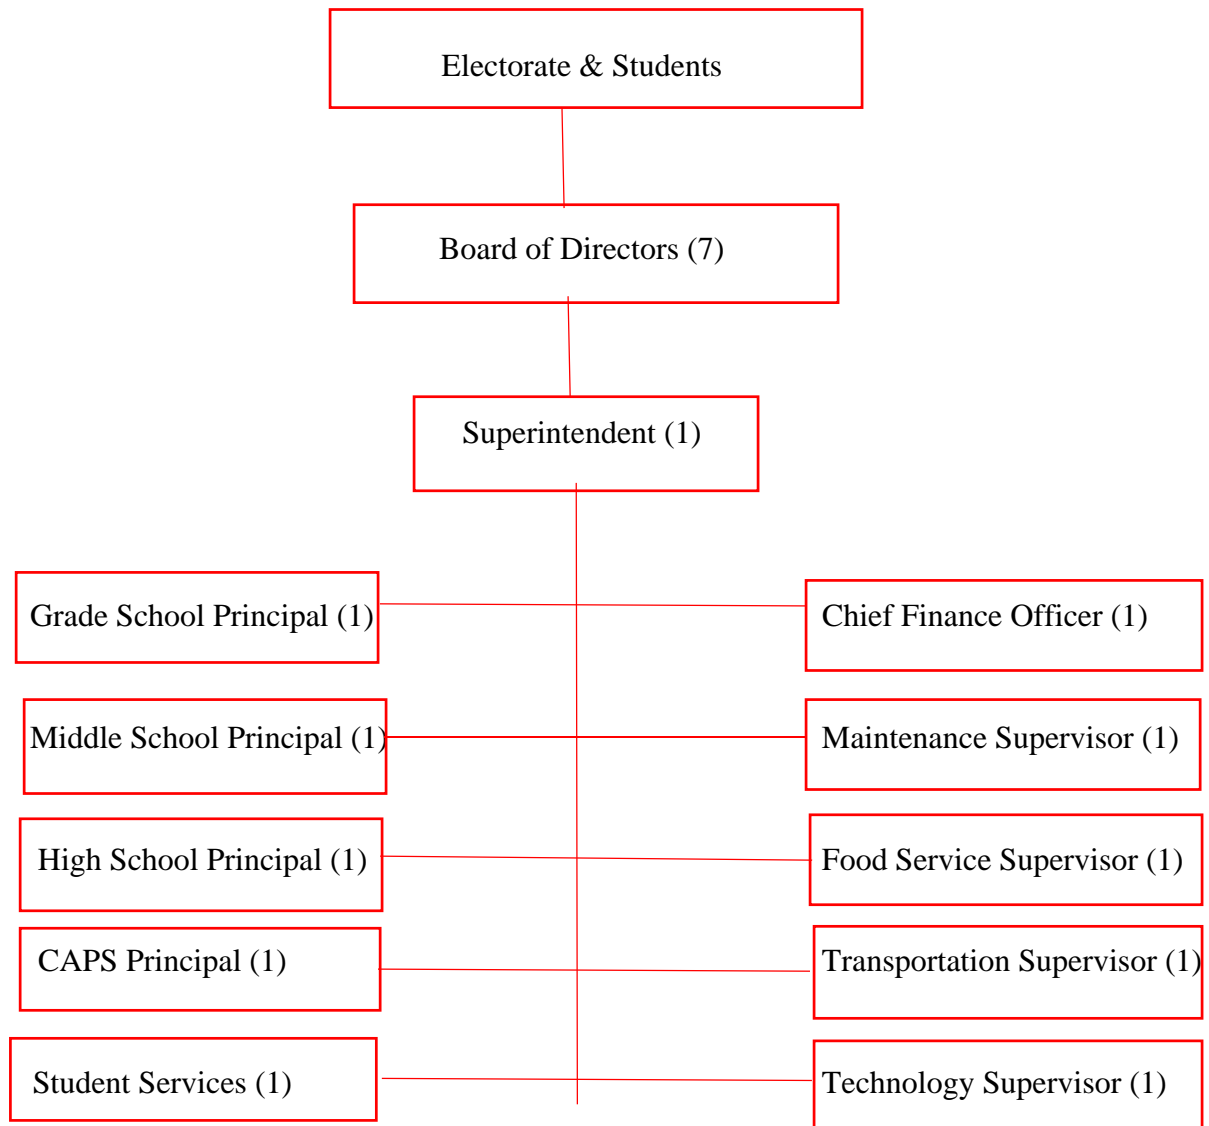 Electorate & Students
Board of Directors (7)
Superintendent (1)
Grade School Principal (1)
Chief Finance Officer (1)
Middle School Principal (1)
Maintenance Supervisor (1)
High School Principal (1)
Food Service Supervisor (1)
CAPS Principal (1)
Transportation Supervisor (1)
Student Services (1)
Technology Supervisor (1)